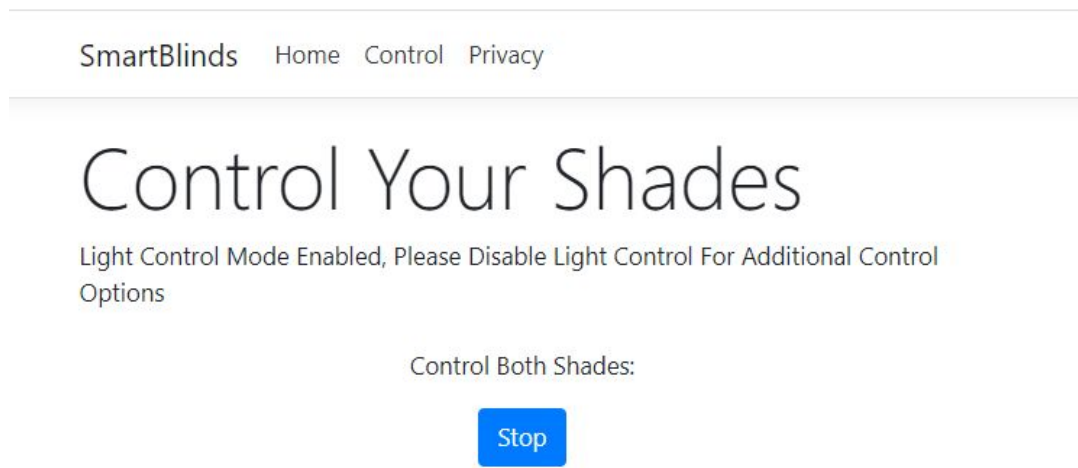 SmartBlinds Home Control Privacy
Control Your Shades
Light Control Mode Enabled, Please Disable Light Control For Additional Control
Options
Control Both Shades:
Stop